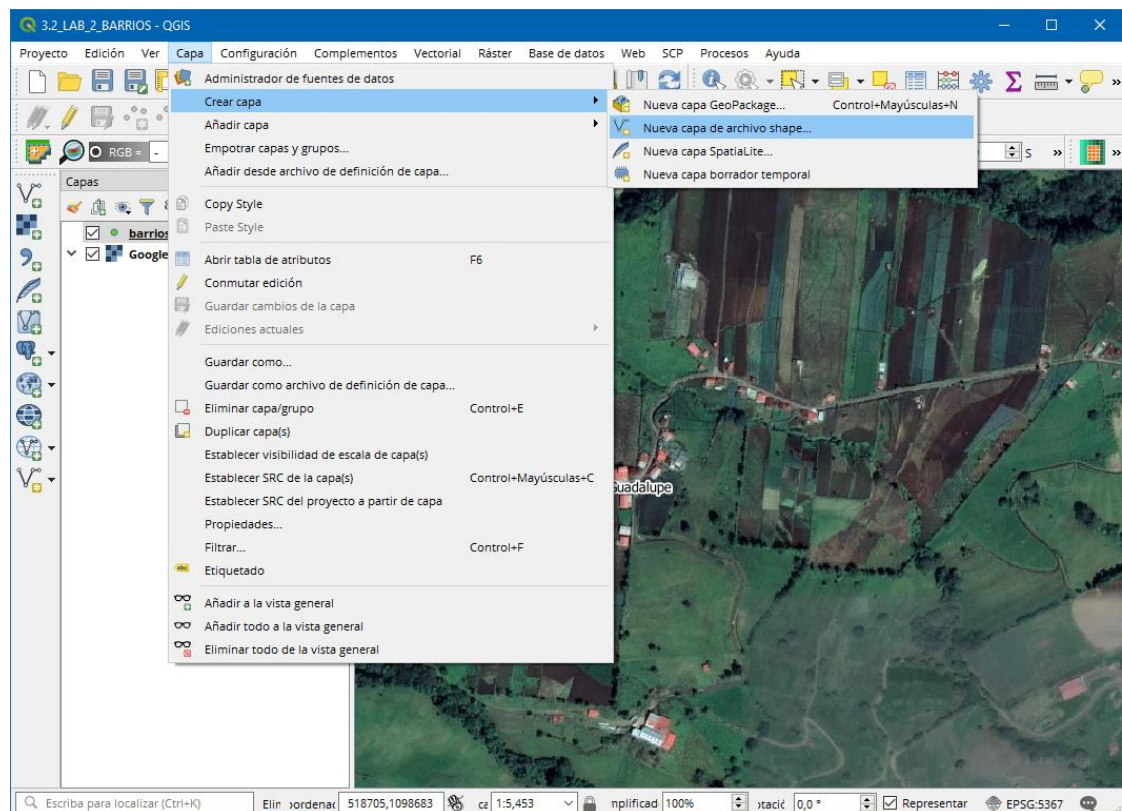 3.2_LAB_2_BARRIOS - QGIS
Proyecto Edición Ver Capa Configuración Complementos Vectorial Ráster Base de datos Web SCP Procesos Ayuda
Administrador de fuentes de datos
Crear capa
Nueva capa GeoPackage... Control+Mayúsculas+N
Añadir capa
Nueva capa de archivo shape...
Empotrar capas y grupos...
Nueva capa SpatiaLite...
Añadir desde archivo de definición de capa...
Nueva capa borrador temporal
RGB = -
S
»
»
»
Capas
Copy Style
Paste Style
barrios
Google
Abrir tabla de atributos F6
Conmutar edición
Guardar cambios de la capa
Ediciones actuales
Guardar como...
Guardar como archivo de definición de capa...
Eliminar capa/grupo Control+E
Duplicar capa(s)
Establecer visibilidad de escala de capa(s)
Establecer SRC de la capa(s) Control+Mayúsculas+C
Establecer SRC del proyecto a partir de capa
Propiedades...
Filtrar... Control+F
Etiquetado
Añadir a la vista general
Añadir todo a la vista general
Eliminar todo de la vista general
Guadalupe
Escriba para localizar (Ctrl+K) Elin ordenac 518705,1098683 ca 1:5,453 nplificad 100% otació 0,0 ° Representar EPSG:5367